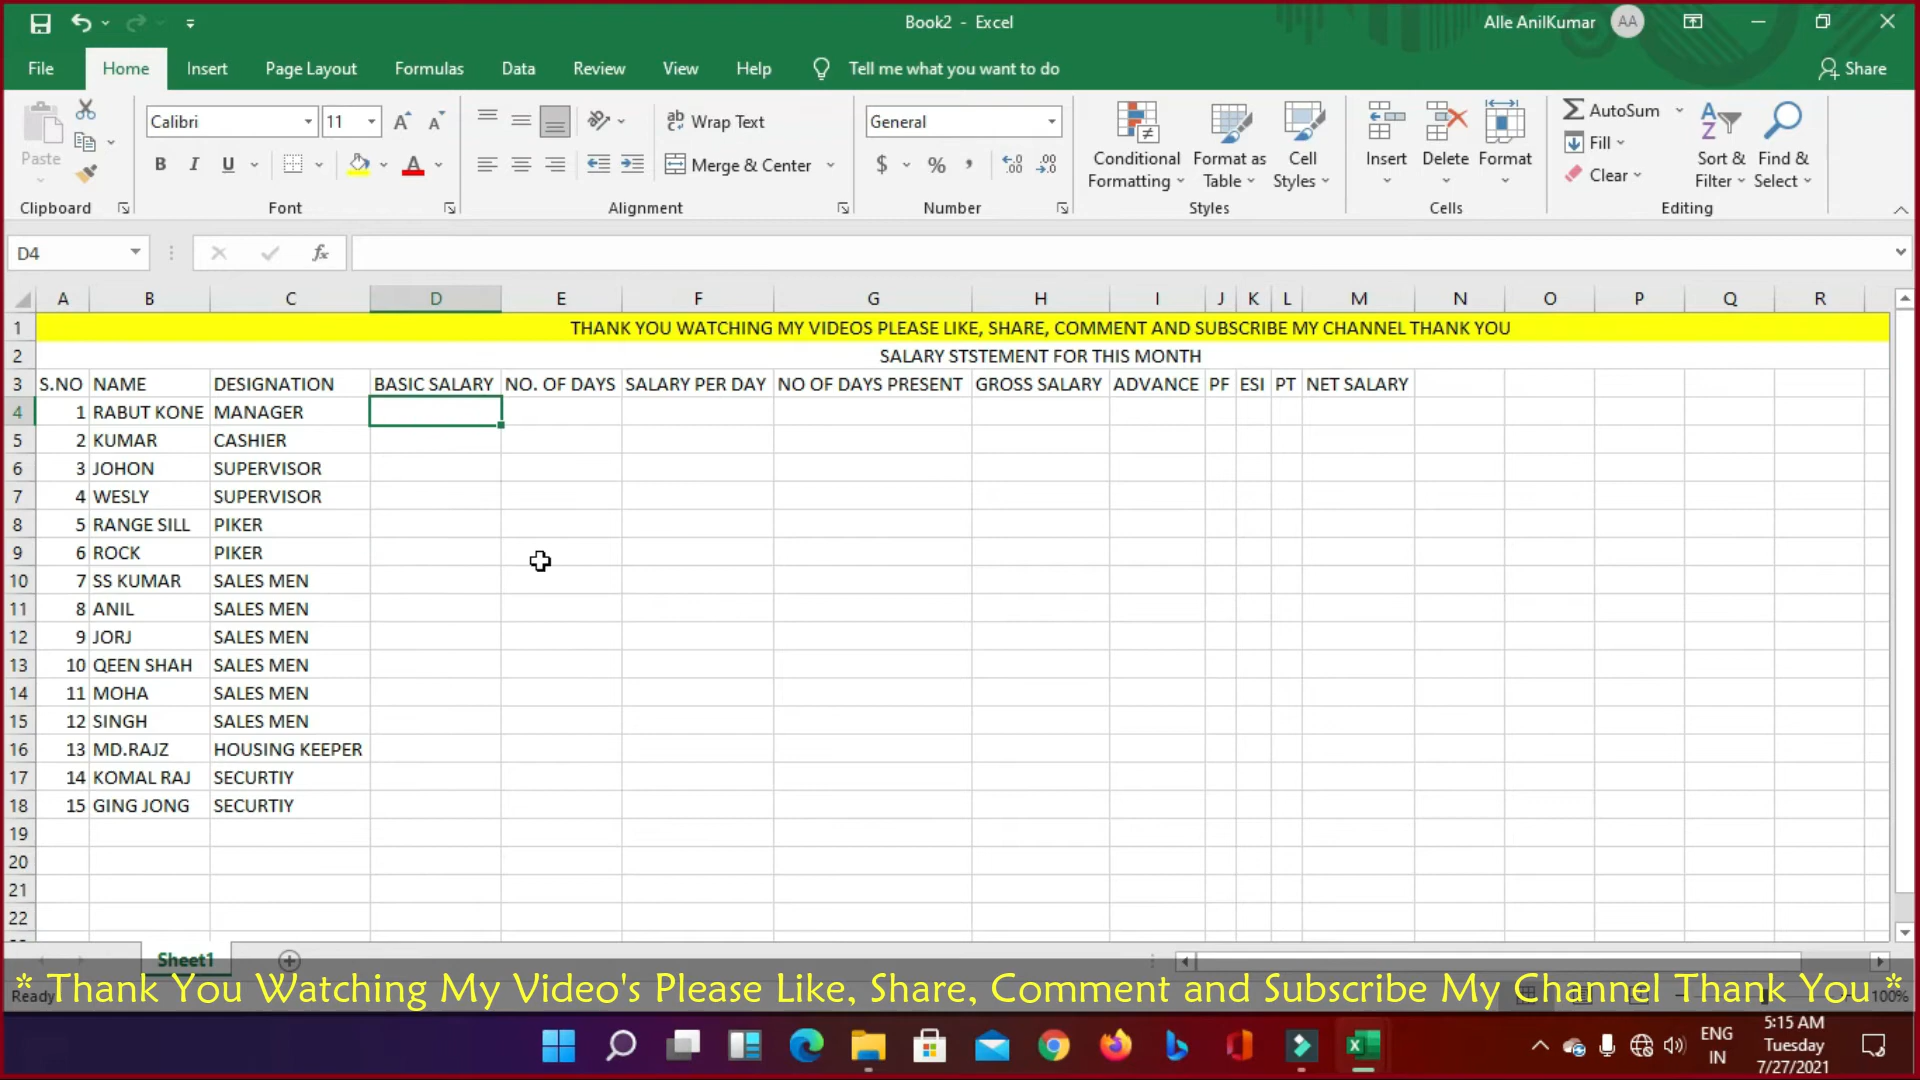 Book2 - Excel
Alle AnilKumar AA
File Home Insert Page Layout Formulas Data Review View Help Tell me what you want to do Share
Paste
Calibri 11
Wrap Text
General
Conditional Formatting
Format as Table
Cell Styles
Insert Delete Format
AutoSum
Fill
Clear
Sort & Filter
Find & Select
B I U
Merge & Center
$ % ,
Clipboard Font Alignment Number Styles Cells Editing
D4 fx
A B C D E F G H I J K L M N O P Q R
1 THANK YOU WATCHING MY VIDEOS PLEASE LIKE, SHARE, COMMENT AND SUBSCRIBE MY CHANNEL THANK YOU
2 SALARY STSTEMENT FOR THIS MONTH
3 S.NO NAME DESIGNATION BASIC SALARY NO. OF DAYS SALARY PER DAY NO OF DAYS PRESENT GROSS SALARY ADVANCE PF ESI PT NET SALARY
4 1 RABUT KONE MANAGER
5 2 KUMAR CASHIER
6 3 JOHON SUPERVISOR
7 4 WESLY SUPERVISOR
8 5 RANGE SILL PIKER
9 6 ROCK PIKER
10 7 SS KUMAR SALES MEN
11 8 ANIL SALES MEN
12 9 JORJ SALES MEN
13 10 QEEN SHAH SALES MEN
14 11 MOHA SALES MEN
15 12 SINGH SALES MEN
16 13 MD.RAJZ HOUSING KEEPER
17 14 KOMAL RAJ SECURTIY
18 15 GING JONG SECURTIY
19
20
21
22
Sheet1
* Thank You Watching My Video's Please Like, Share, Comment and Subscribe My Channel Thank You *
Ready 100%
ENG
IN
5:15 AM
Tuesday
7/27/2021